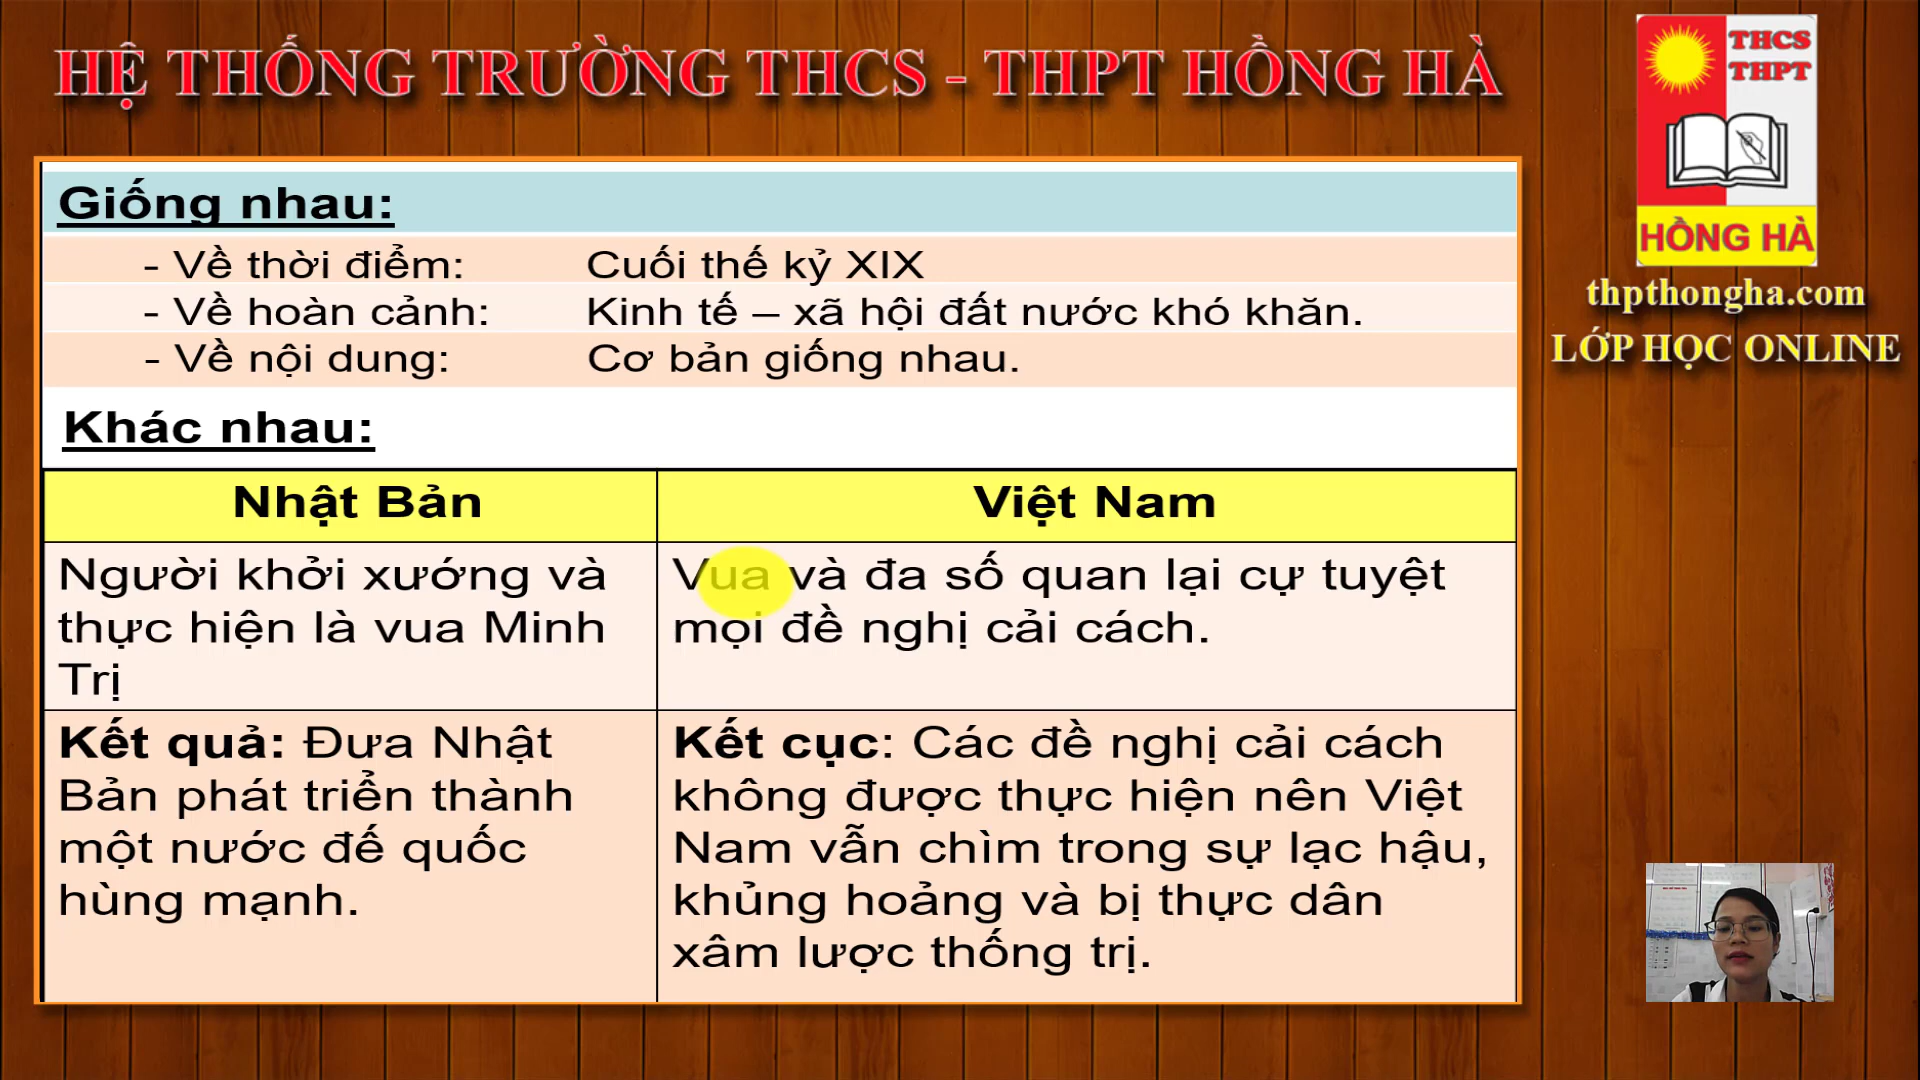 HỆ THỐNG TRƯỜNG THCS - THPT HỒNG HÀ
THCS
THPT
HỒNG HÀ
thpthongha.com
LỚP HỌC ONLINE
Giống nhau:
- Về thời điểm: Cuối thế kỷ XIX
- Về hoàn cảnh: Kinh tế – xã hội đất nước khó khăn.
- Về nội dung: Cơ bản giống nhau.
Khác nhau:
Nhật Bản
Việt Nam
Người khởi xướng và
thực hiện là vua Minh
Trị
Vua và đa số quan lại cự tuyệt
mọi đề nghị cải cách.
Kết quả: Đưa Nhật
Bản phát triển thành
một nước đế quốc
hùng mạnh.
Kết cục: Các đề nghị cải cách
không được thực hiện nên Việt
Nam vẫn chìm trong sự lạc hậu,
khủng hoảng và bị thực dân
xâm lược thống trị.